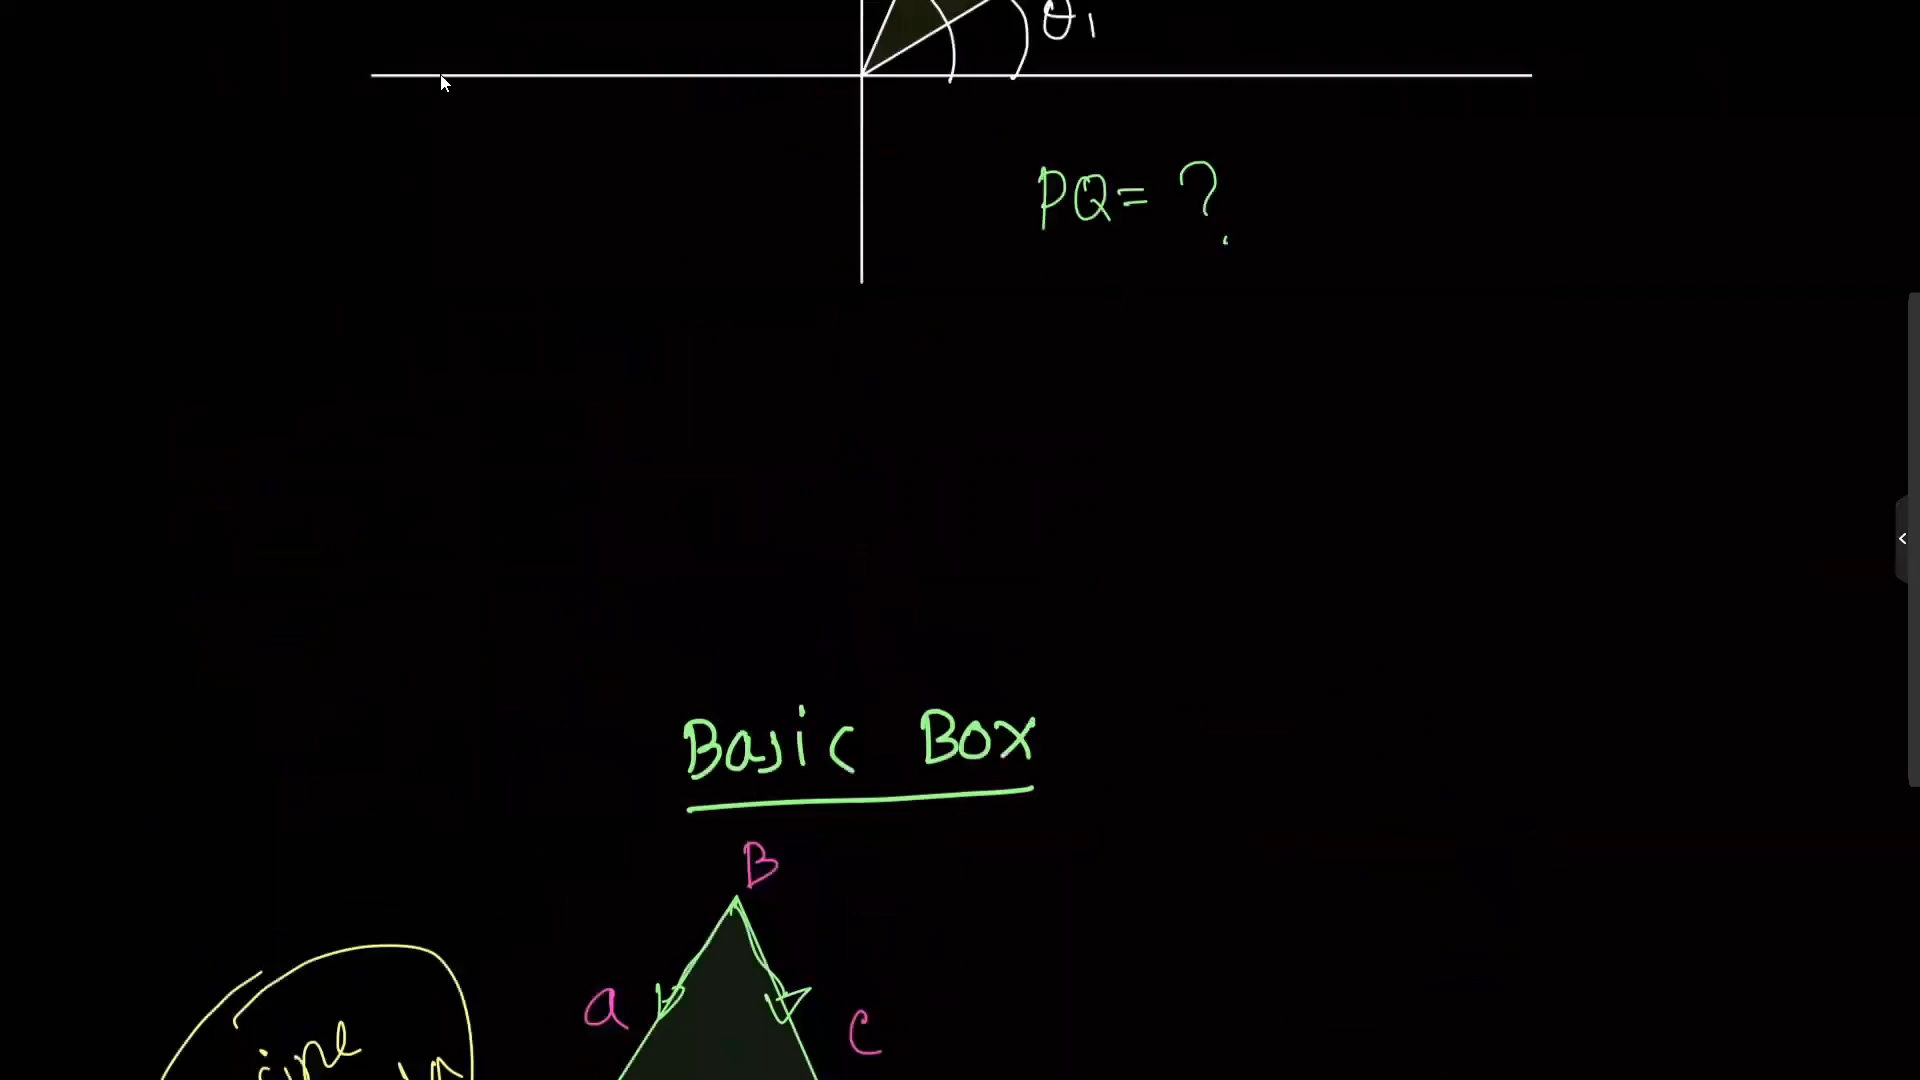 θ1
PQ= ?
Basic Box
B
a
c